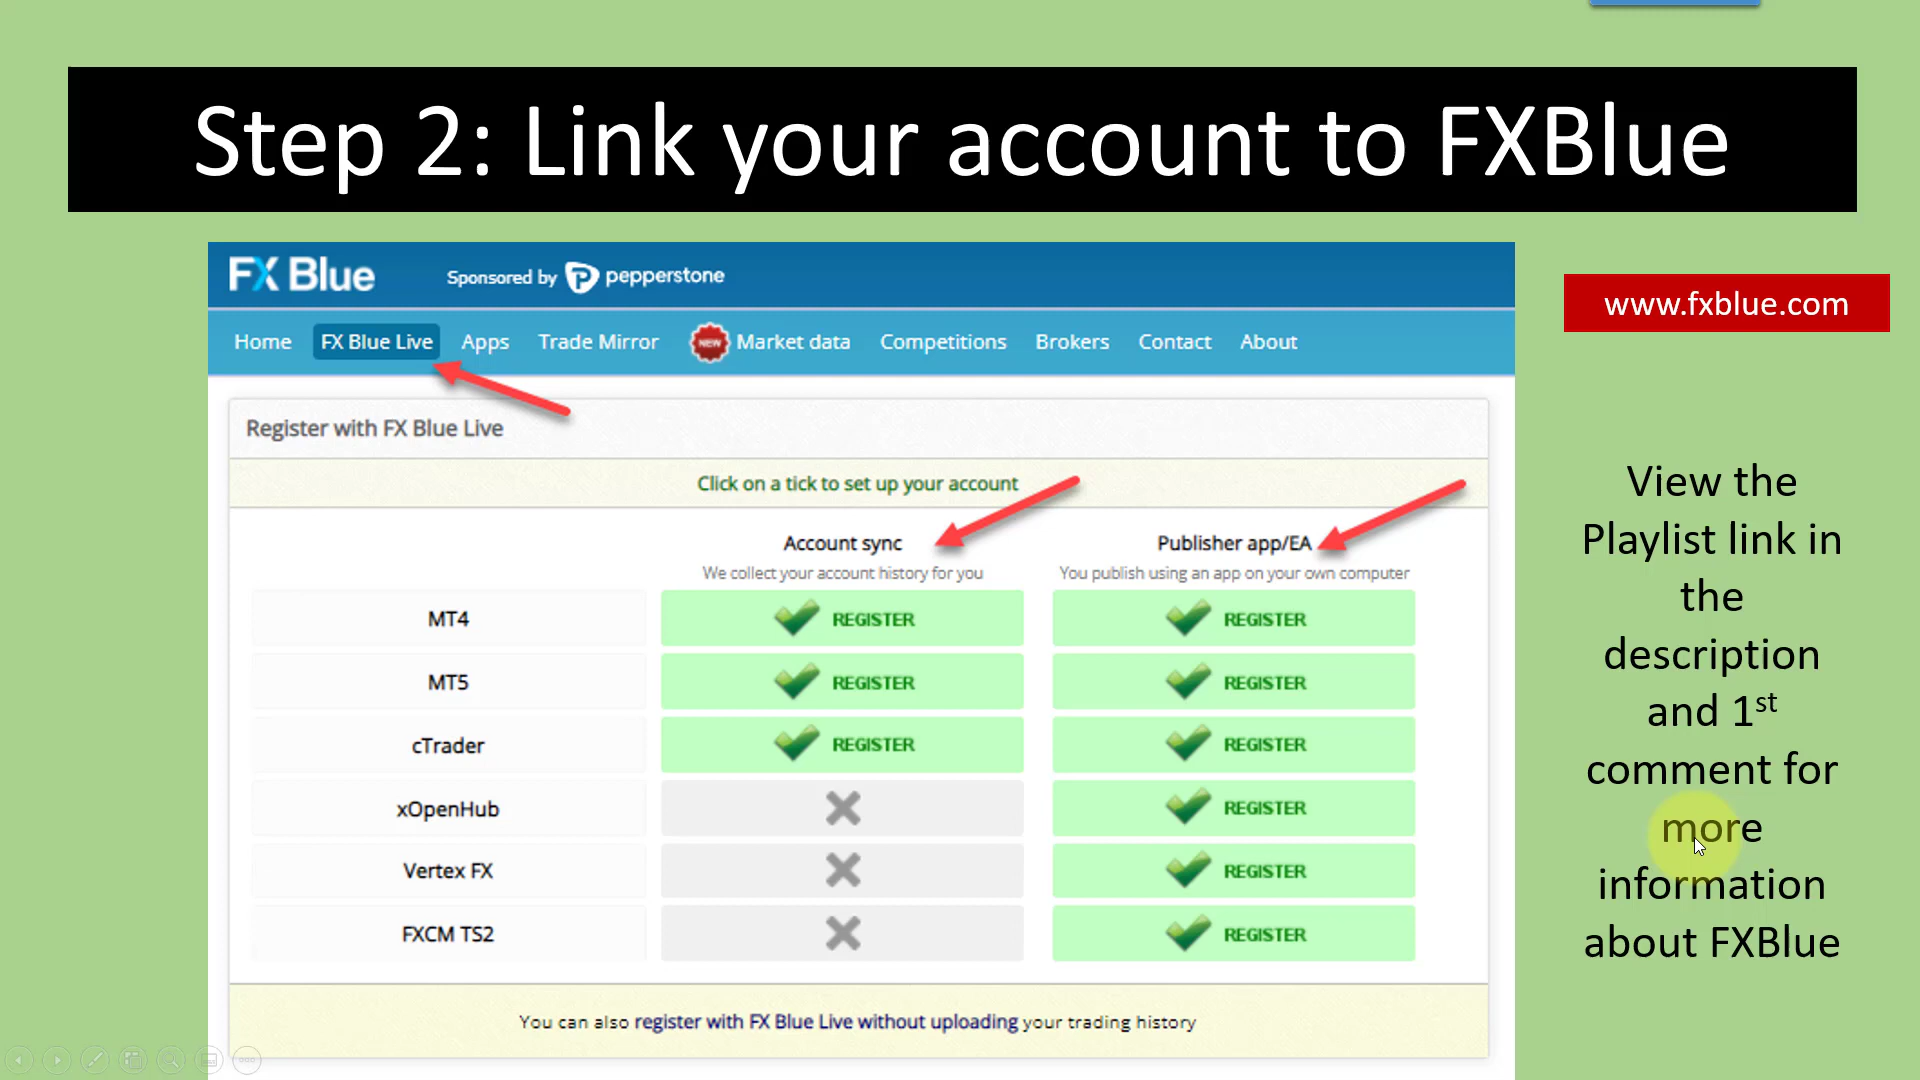 Step 2: Link your account to FXBlue
FX Blue
Sponsored by pepperstone
www.fxblue.com
Home FX Blue Live Apps Trade Mirror NEW Market data Competitions Brokers Contact About
Register with FX Blue Live
Click on a tick to set up your account
Account sync Publisher app/EA
We collect your account history for you You publish using an app on your own computer
MT4 REGISTER REGISTER
MT5 REGISTER REGISTER
cTrader REGISTER REGISTER
xOpenHub REGISTER
Vertex FX REGISTER
FXCM TS2 REGISTER
You can also register with FX Blue Live without uploading your trading history
View the
Playlist link in
the
description
and 1st
comment for
more
information
about FXBlue